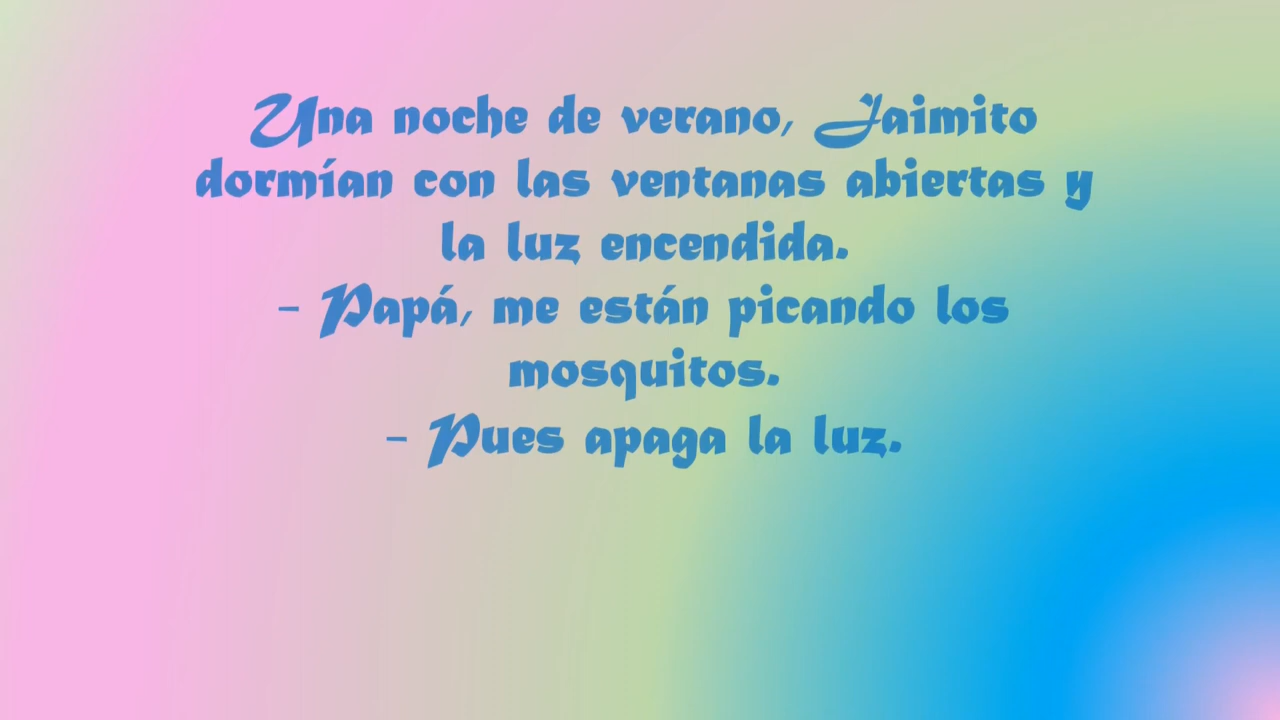 Una noche de verano, Jaimito
dormían con las ventanas abiertas y
la luz encendida.
- Papá, me están picando los
mosquitos.
- Pues apaga la luz.